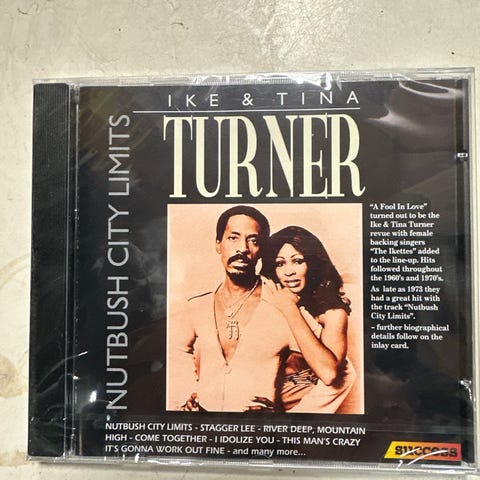 IKE & TINA
TURNER
NUTBUSH CITY LIMITS
"A Fool In Love"
turned out to be the
Ike & Tina Turner
revue with female
backing singers
"The Ikettes" added
to the line-up. Hits
followed throughout
the 1960's and 1970's.
As late as 1973 they
had a great hit with
the track "Nutbush
City Limits".
– further biographical
details follow on the
inlay card.
NUTBUSH CITY LIMITS - STAGGER LEE - RIVER DEEP, MOUNTAIN
HIGH - COME TOGETHER - I IDOLIZE YOU - THIS MAN'S CRAZY
IT'S GONNA WORK OUT FINE - and many more...
success